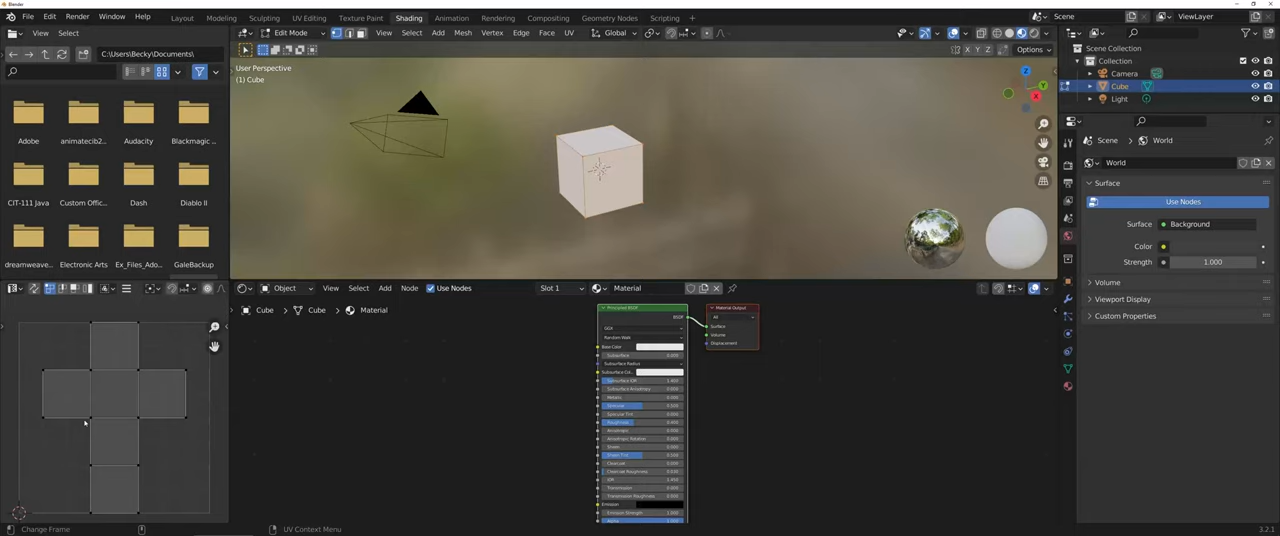 Blender
File Edit Render Window Help Layout Modeling Sculpting UV Editing Texture Paint Shading Animation Rendering Compositing Geometry Nodes Scripting + Scene ViewLayer
View Select Edit Mode View Select Add Mesh Vertex Edge Face UV Global
C:\Users\Becky\Documents\ X Y Z Options
Scene Collection
Collection
Camera
Cube
Light
User Perspective
(1) Cube
Z
Y
X
Adobe animatecib2... Audacity Blackmagic ...
CIT-111 Java Custom Offic... Dash Diablo II
dreamweave... Electronic Arts Ex_Files_Ado... GaleBackup
Scene World
World
Surface
Use Nodes
Surface Background
Color
Strength 1.000
Volume
Viewport Display
Custom Properties
Object View Select Add Node Use Nodes Slot 1 Material
Cube Cube Material
Principled BSDF
BSDF
GGX
Random Walk
Base Color
Subsurface 0.000
Subsurface Radius
Subsurface Col..
Subsurface IOR 1.400
Subsurface Anisotropy 0.000
Metallic 0.000
Specular 0.500
Specular Tint 0.000
Roughness 0.400
Anisotropic 0.000
Anisotropic Rotation 0.000
Sheen 0.000
Sheen Tint 0.500
Clearcoat 0.000
Clearcoat Roughness 0.030
IOR 1.450
Transmission 0.000
Transmission Roughness 0.000
Emission
Emission Strength 1.000
Alpha 1.000
Material Output
All
Surface
Volume
Displacement
Change Frame UV Context Menu 3.2.1